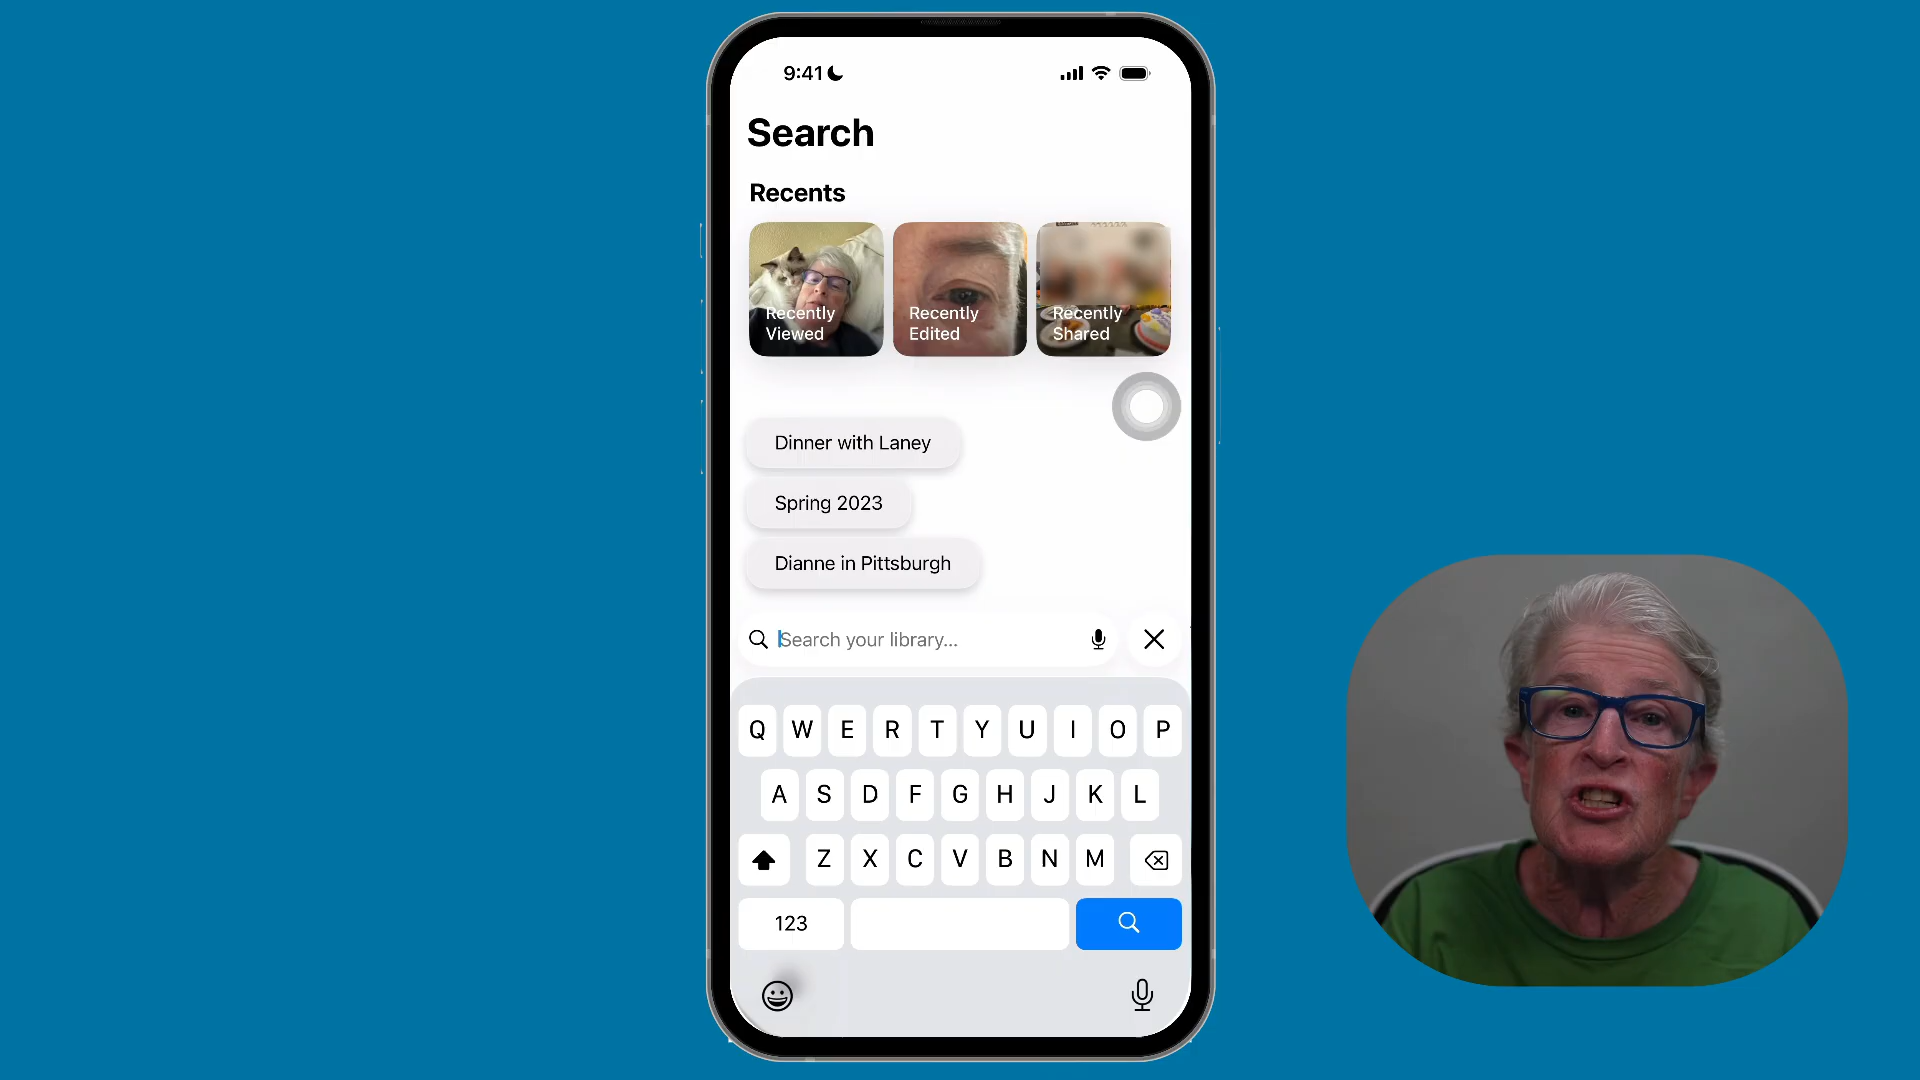 9:41
Search
Recents
Recently
Viewed
Recently
Edited
Recently
Shared
Dinner with Laney
Spring 2023
Dianne in Pittsburgh
Search your library...
Q W E R T Y U I O P
A S D F G H J K L
Z X C V B N M
123